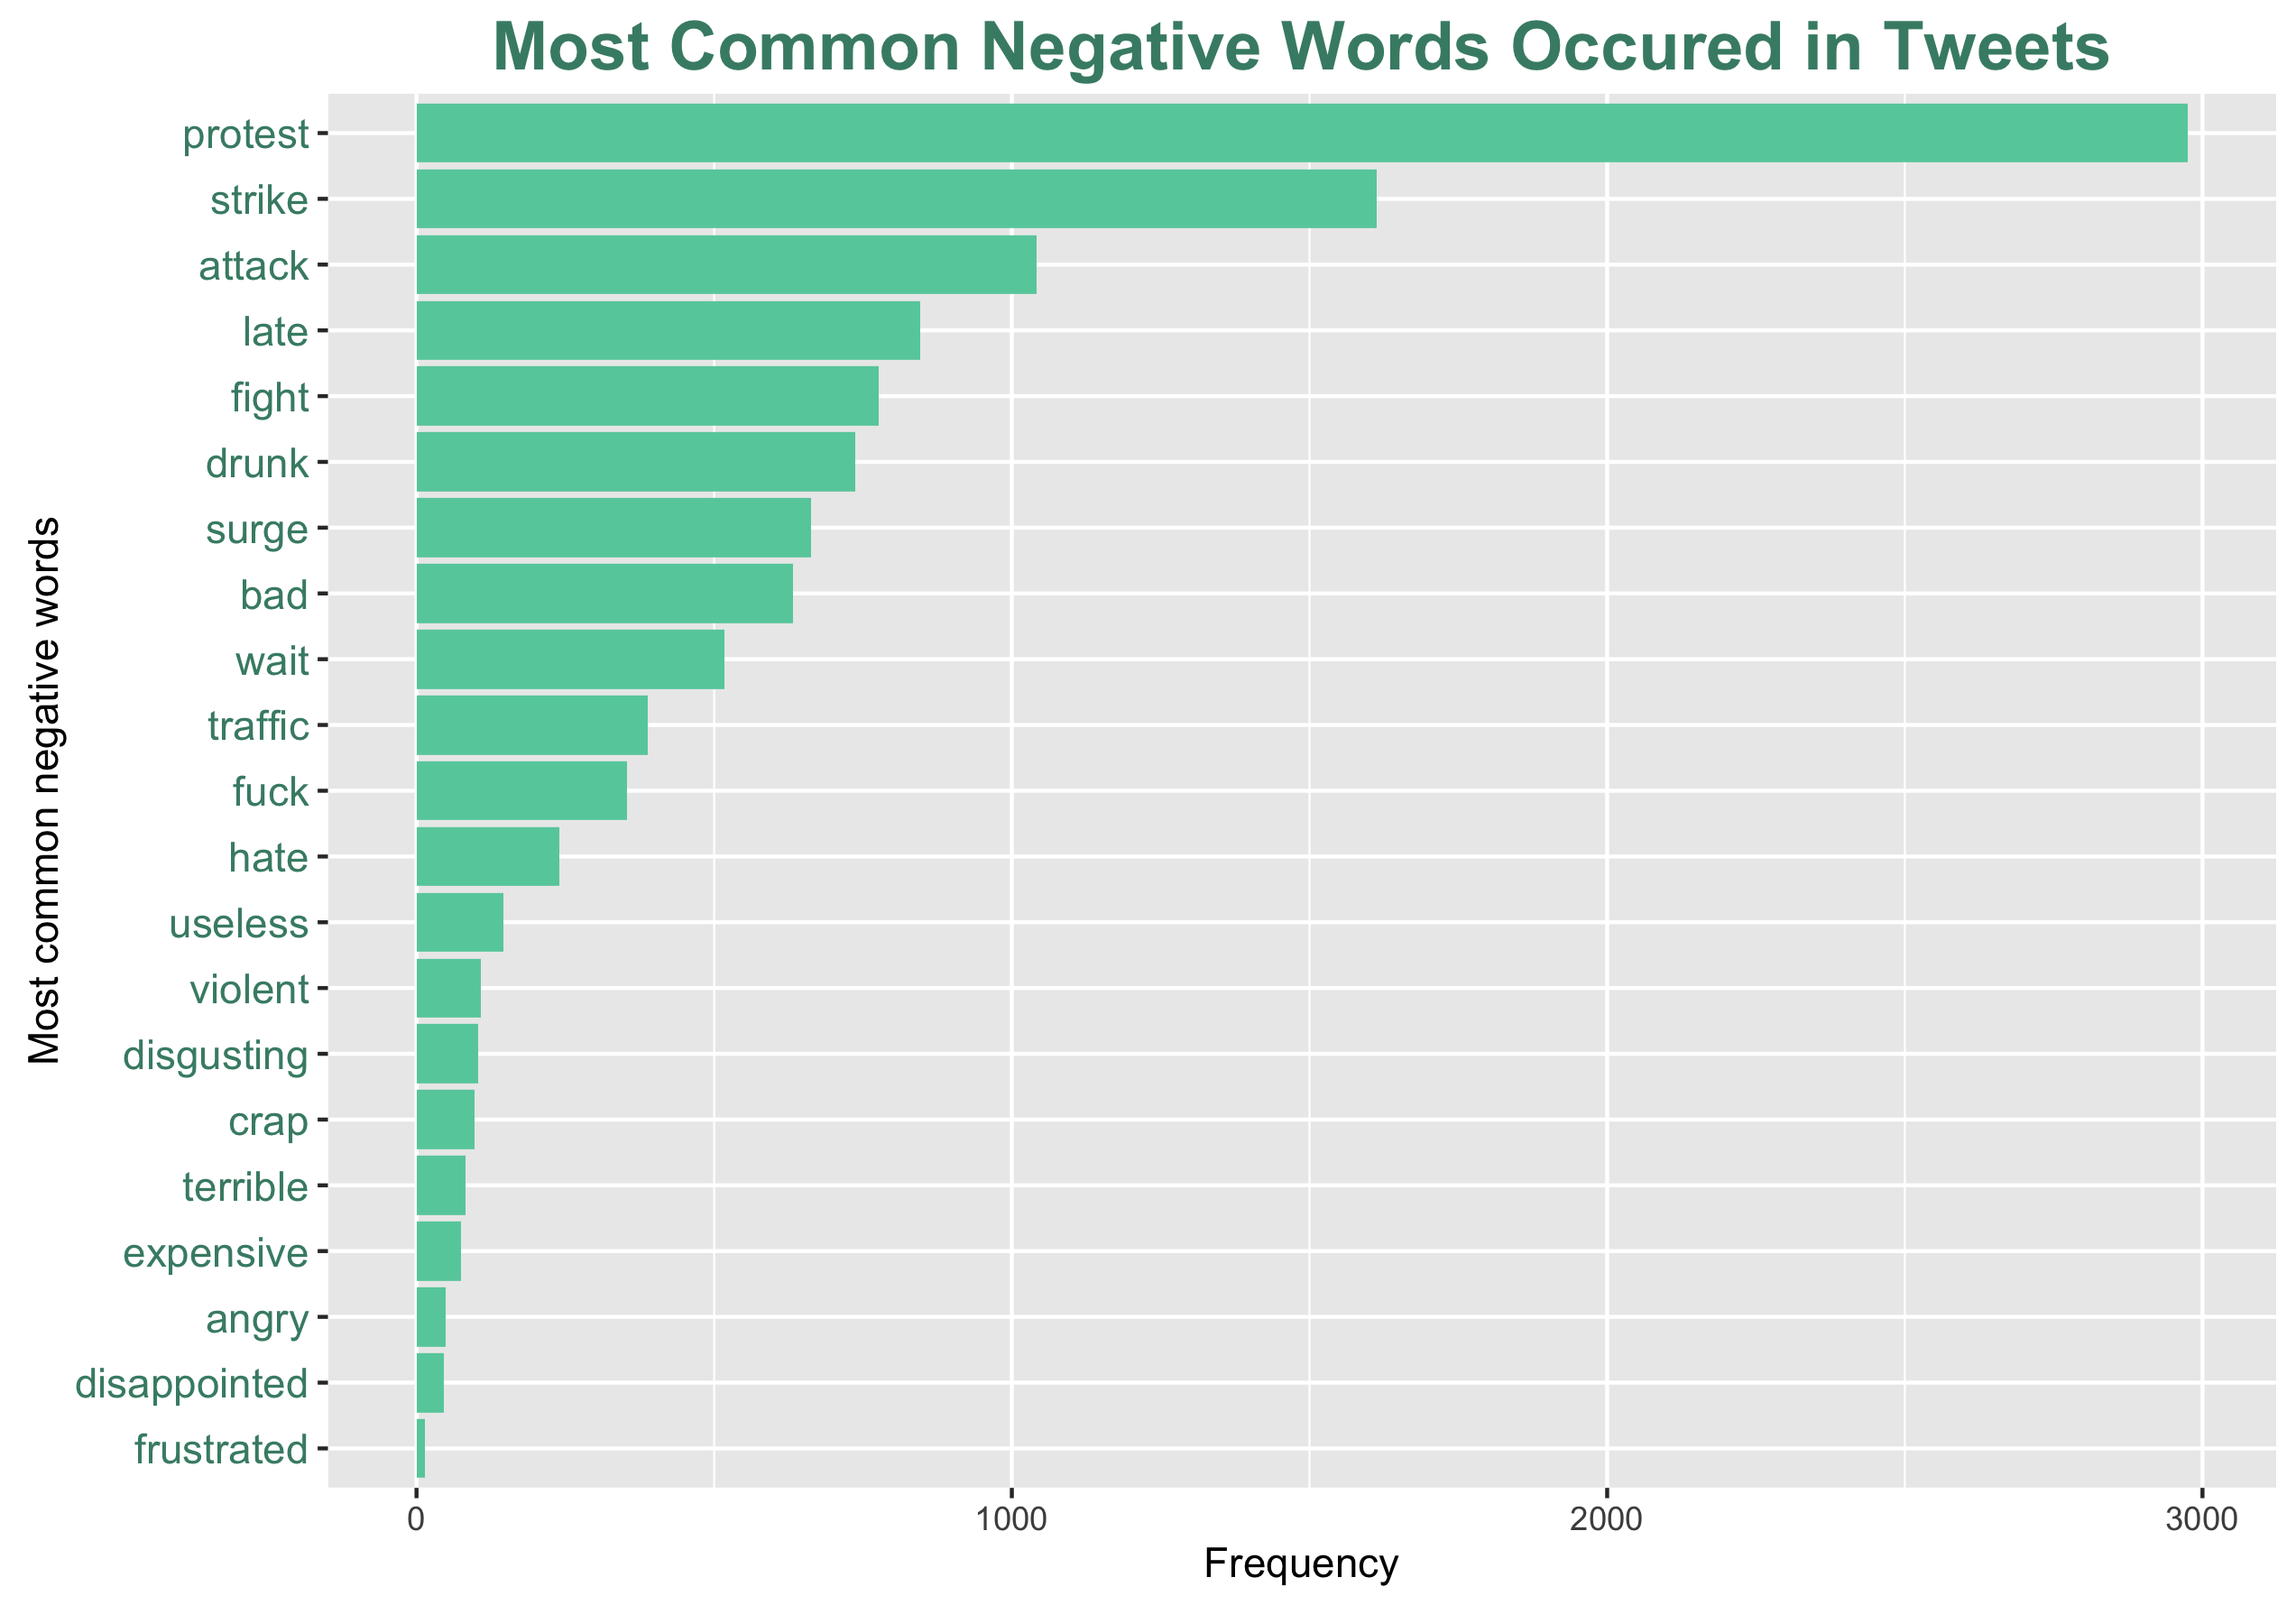 Most Common Negative Words Occured in Tweets
Most common negative words
protest
strike
attack
late
fight
drunk
surge
bad
wait
traffic
fuck
hate
useless
violent
disgusting
crap
terrible
expensive
angry
disappointed
frustrated
0 1000 2000 3000
Frequency